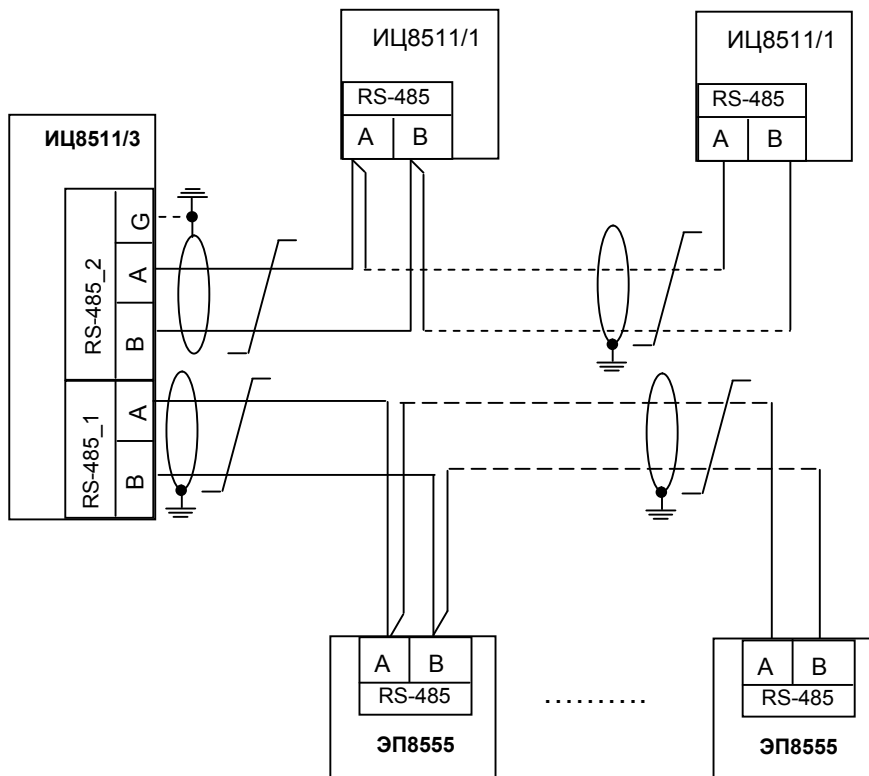 ИЦ8511/1
RS-485
A B
ИЦ8511/1
RS-485
A B
ИЦ8511/3
RS-485_2
G
A
B
RS-485_1
A
B
A B
RS-485
ЭП8555
..........
A B
RS-485
ЭП8555